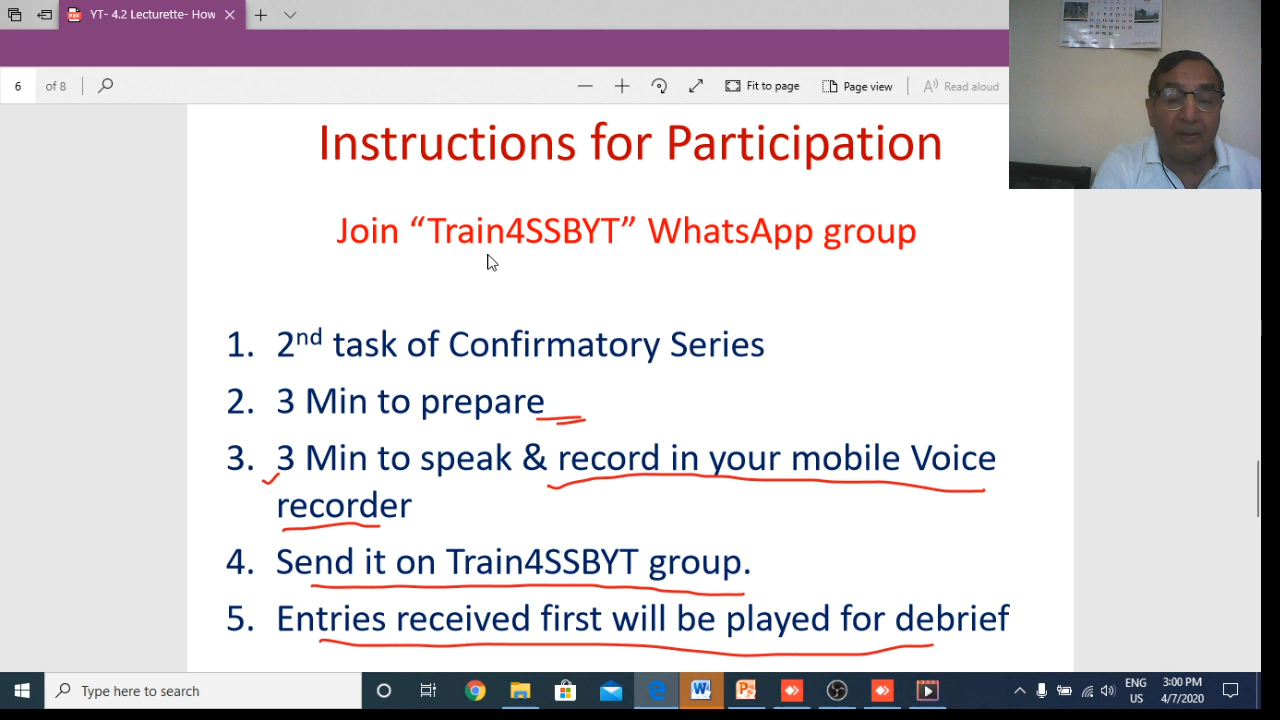 YT- 4.2 Lecturette- How
6 of 8
Fit to page
Page view
Read aloud
Instructions for Participation
Join “Train4SSBYT” WhatsApp group
1. 2nd task of Confirmatory Series
2. 3 Min to prepare
3. 3 Min to speak & record in your mobile Voice
recorder
4. Send it on Train4SSBYT group.
5. Entries received first will be played for debrief
Type here to search
ENG
US
3:00 PM
4/7/2020